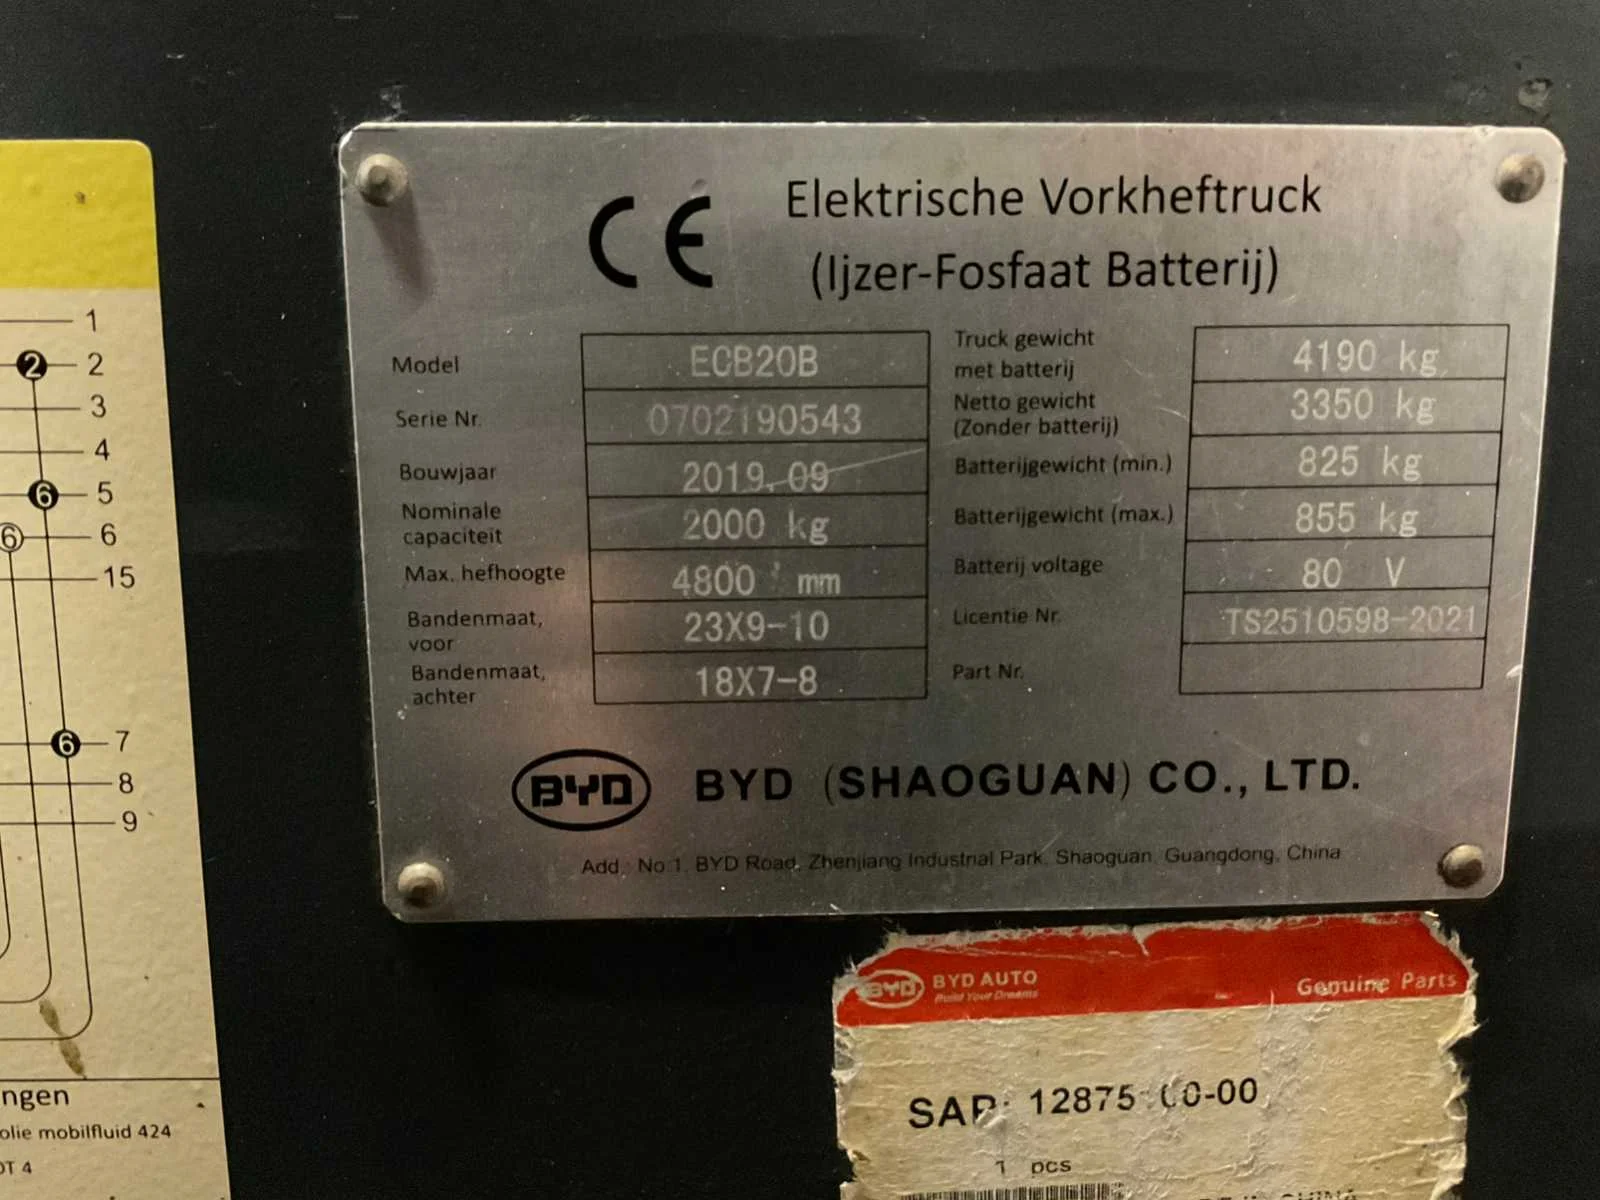 CE
Elektrische Vorkheftruck
(Ijzer-Fosfaat Batterij)
Model ECB20B
Serie Nr. 0702190543
Bouwjaar 2019.09
Nominale capaciteit 2000 kg
Max. hefhoogte 4800 mm
Bandenmaat, voor 23X9-10
Bandenmaat, achter 18X7-8
Truck gewicht met batterij 4190 kg
Netto gewicht (Zonder batterij) 3350 kg
Batterijgewicht (min.) 825 kg
Batterijgewicht (max.) 855 kg
Batterij voltage 80 V
Licentie Nr. TS2510598-2021
Part Nr.
BYD BYD (SHAOGUAN) CO., LTD.
Add.: No.1, BYD Road, Zhenjiang Industrial Park, Shaoguan, Guangdong, China
1
2 2
3
4
6 5
6 6
15
6 7
8
9
ngen
olie mobilfluid 424
OT 4
BYD BYD AUTO
Build Your Dreams
Genuine Parts
SAP: 12875 00-00
1 pcs